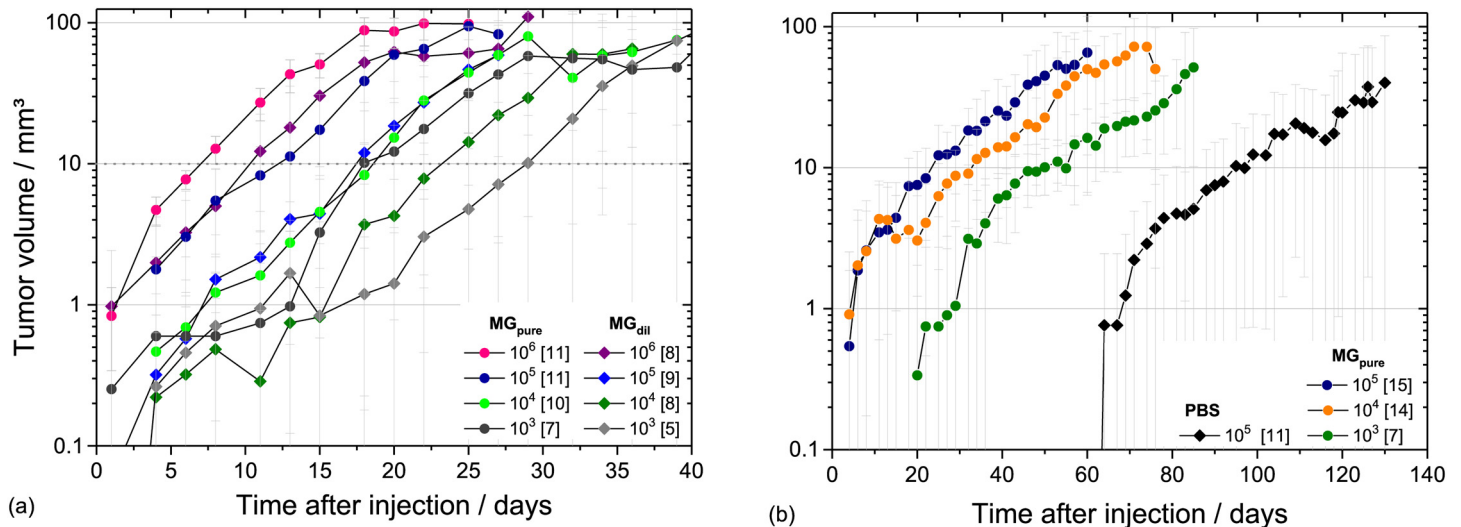 Tumor volume / mm³
100
10
1
0.1
0 5 10 15 20 25 30 35 40
Time after injection / days
(a)
MGpure MGdil
10⁶ [11] 10⁶ [8]
10⁵ [11] 10⁵ [9]
10⁴ [10] 10⁴ [8]
10³ [7] 10³ [5]
100
10
1
0.1
0 20 40 60 80 100 120 140
Time after injection / days
(b)
MGpure
10⁵ [15]
PBS 10⁴ [14]
10⁵ [11] 10³ [7]